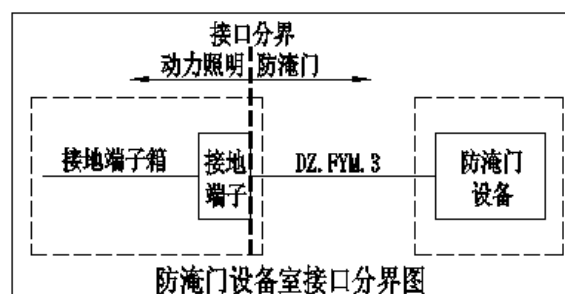 接口分界
动力照明 防淹门
接地端子箱
接地
端子
DZ.FYM.3
防淹门
设备
防淹门设备室接口分界图